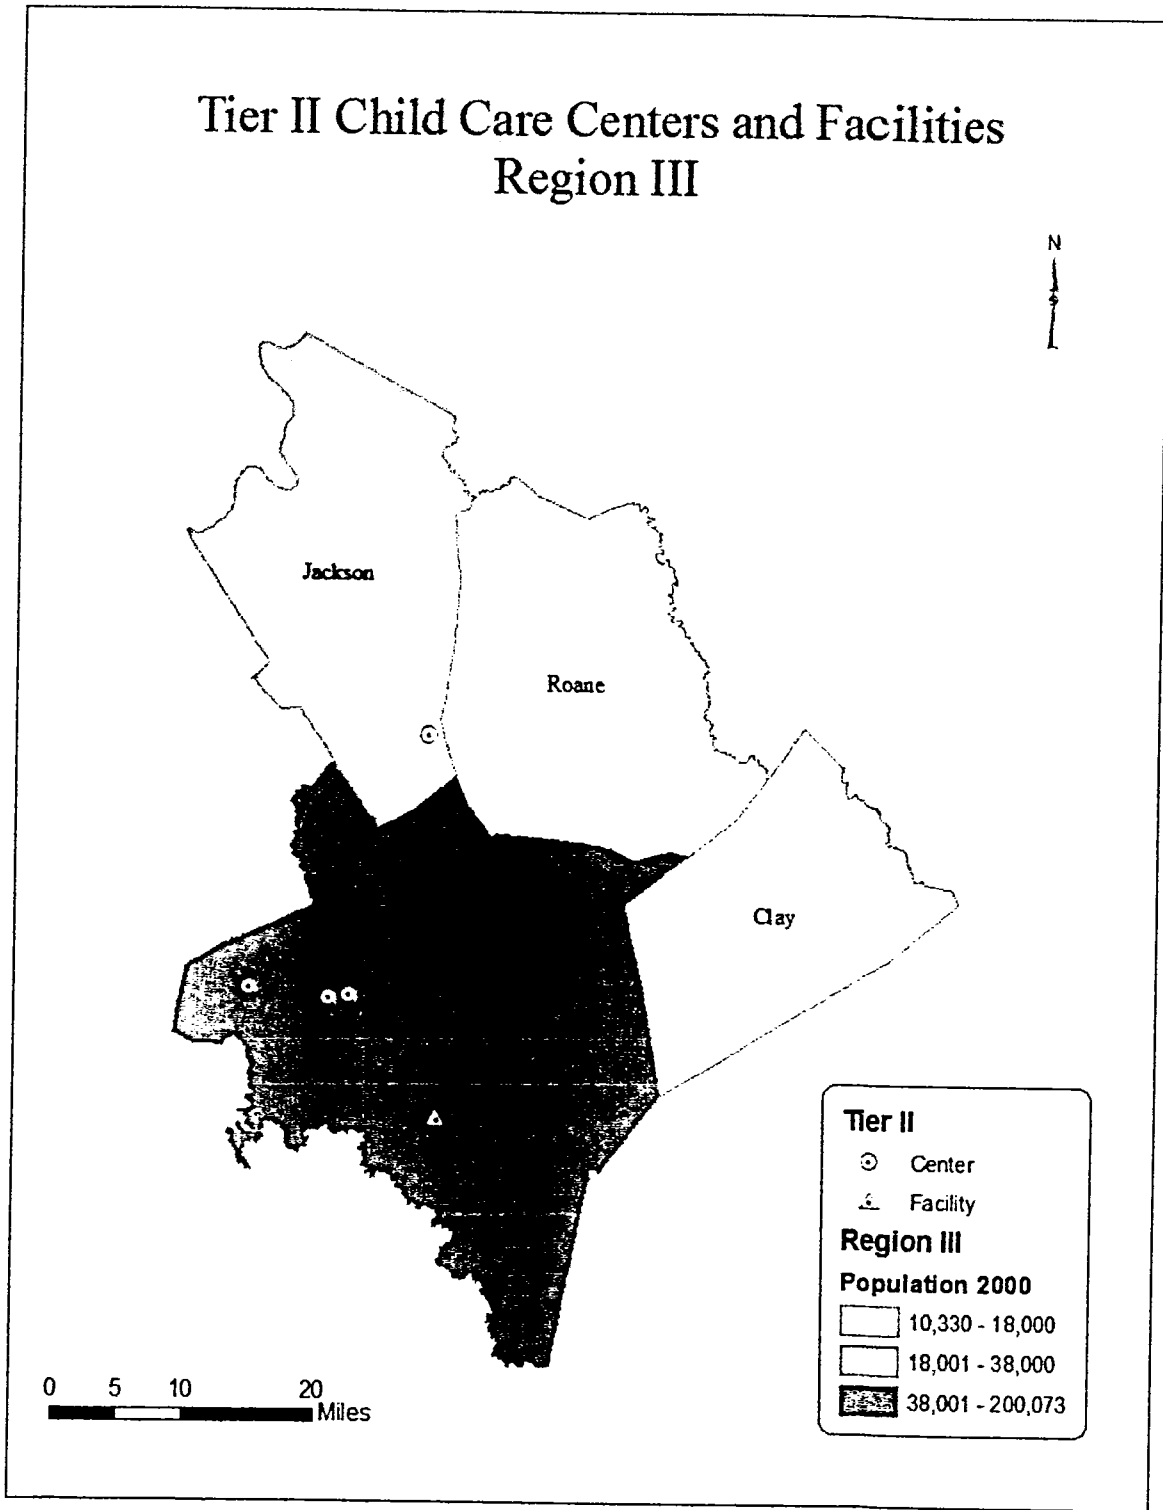 Tier II Child Care Centers and Facilities
Region III
N
Jackson
Roane
Clay
Tier II
Center
Facility
Region III
Population 2000
10,330 - 18,000
18,001 - 38,000
38,001 - 200,073
0 5 10 20
Miles